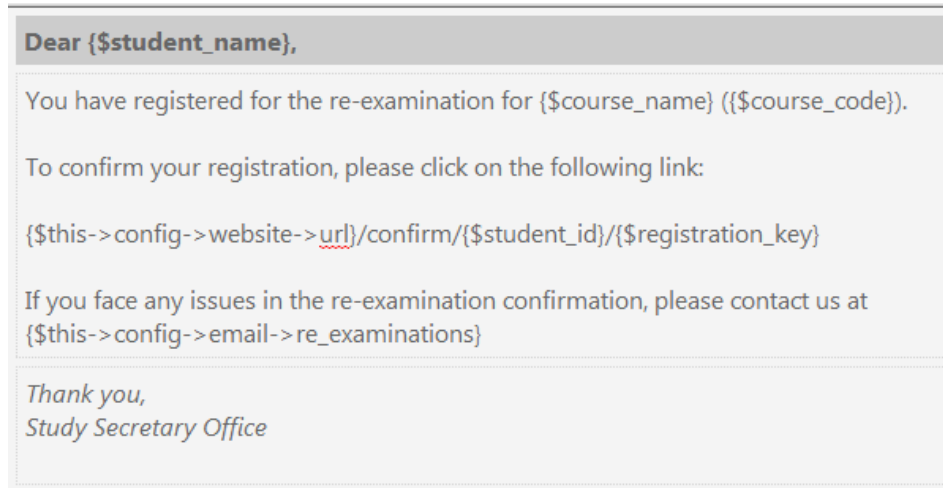 Dear {$student_name},
You have registered for the re-examination for {$course_name} ({$course_code}).
To confirm your registration, please click on the following link:
{$this->config->website->url}/confirm/{$student_id}/{$registration_key}
If you face any issues in the re-examination confirmation, please contact us at
{$this->config->email->re_examinations}
Thank you,
Study Secretary Office